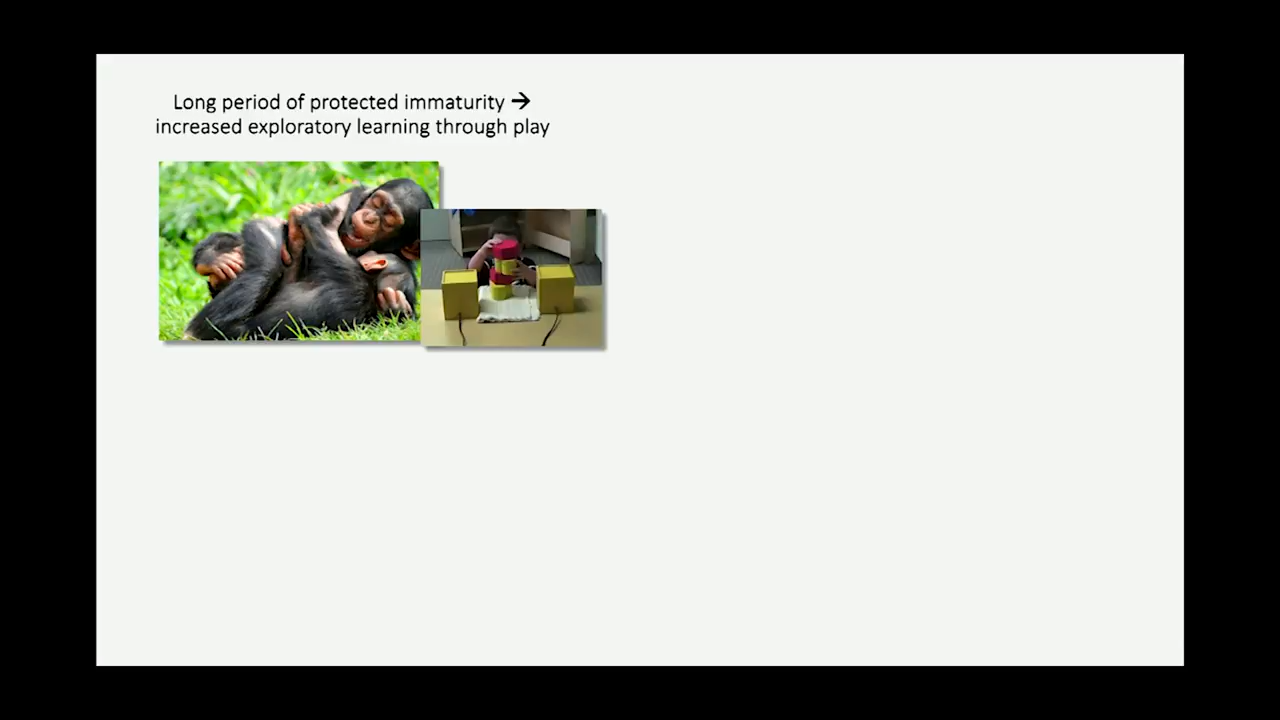 Long period of protected immaturity →
increased exploratory learning through play